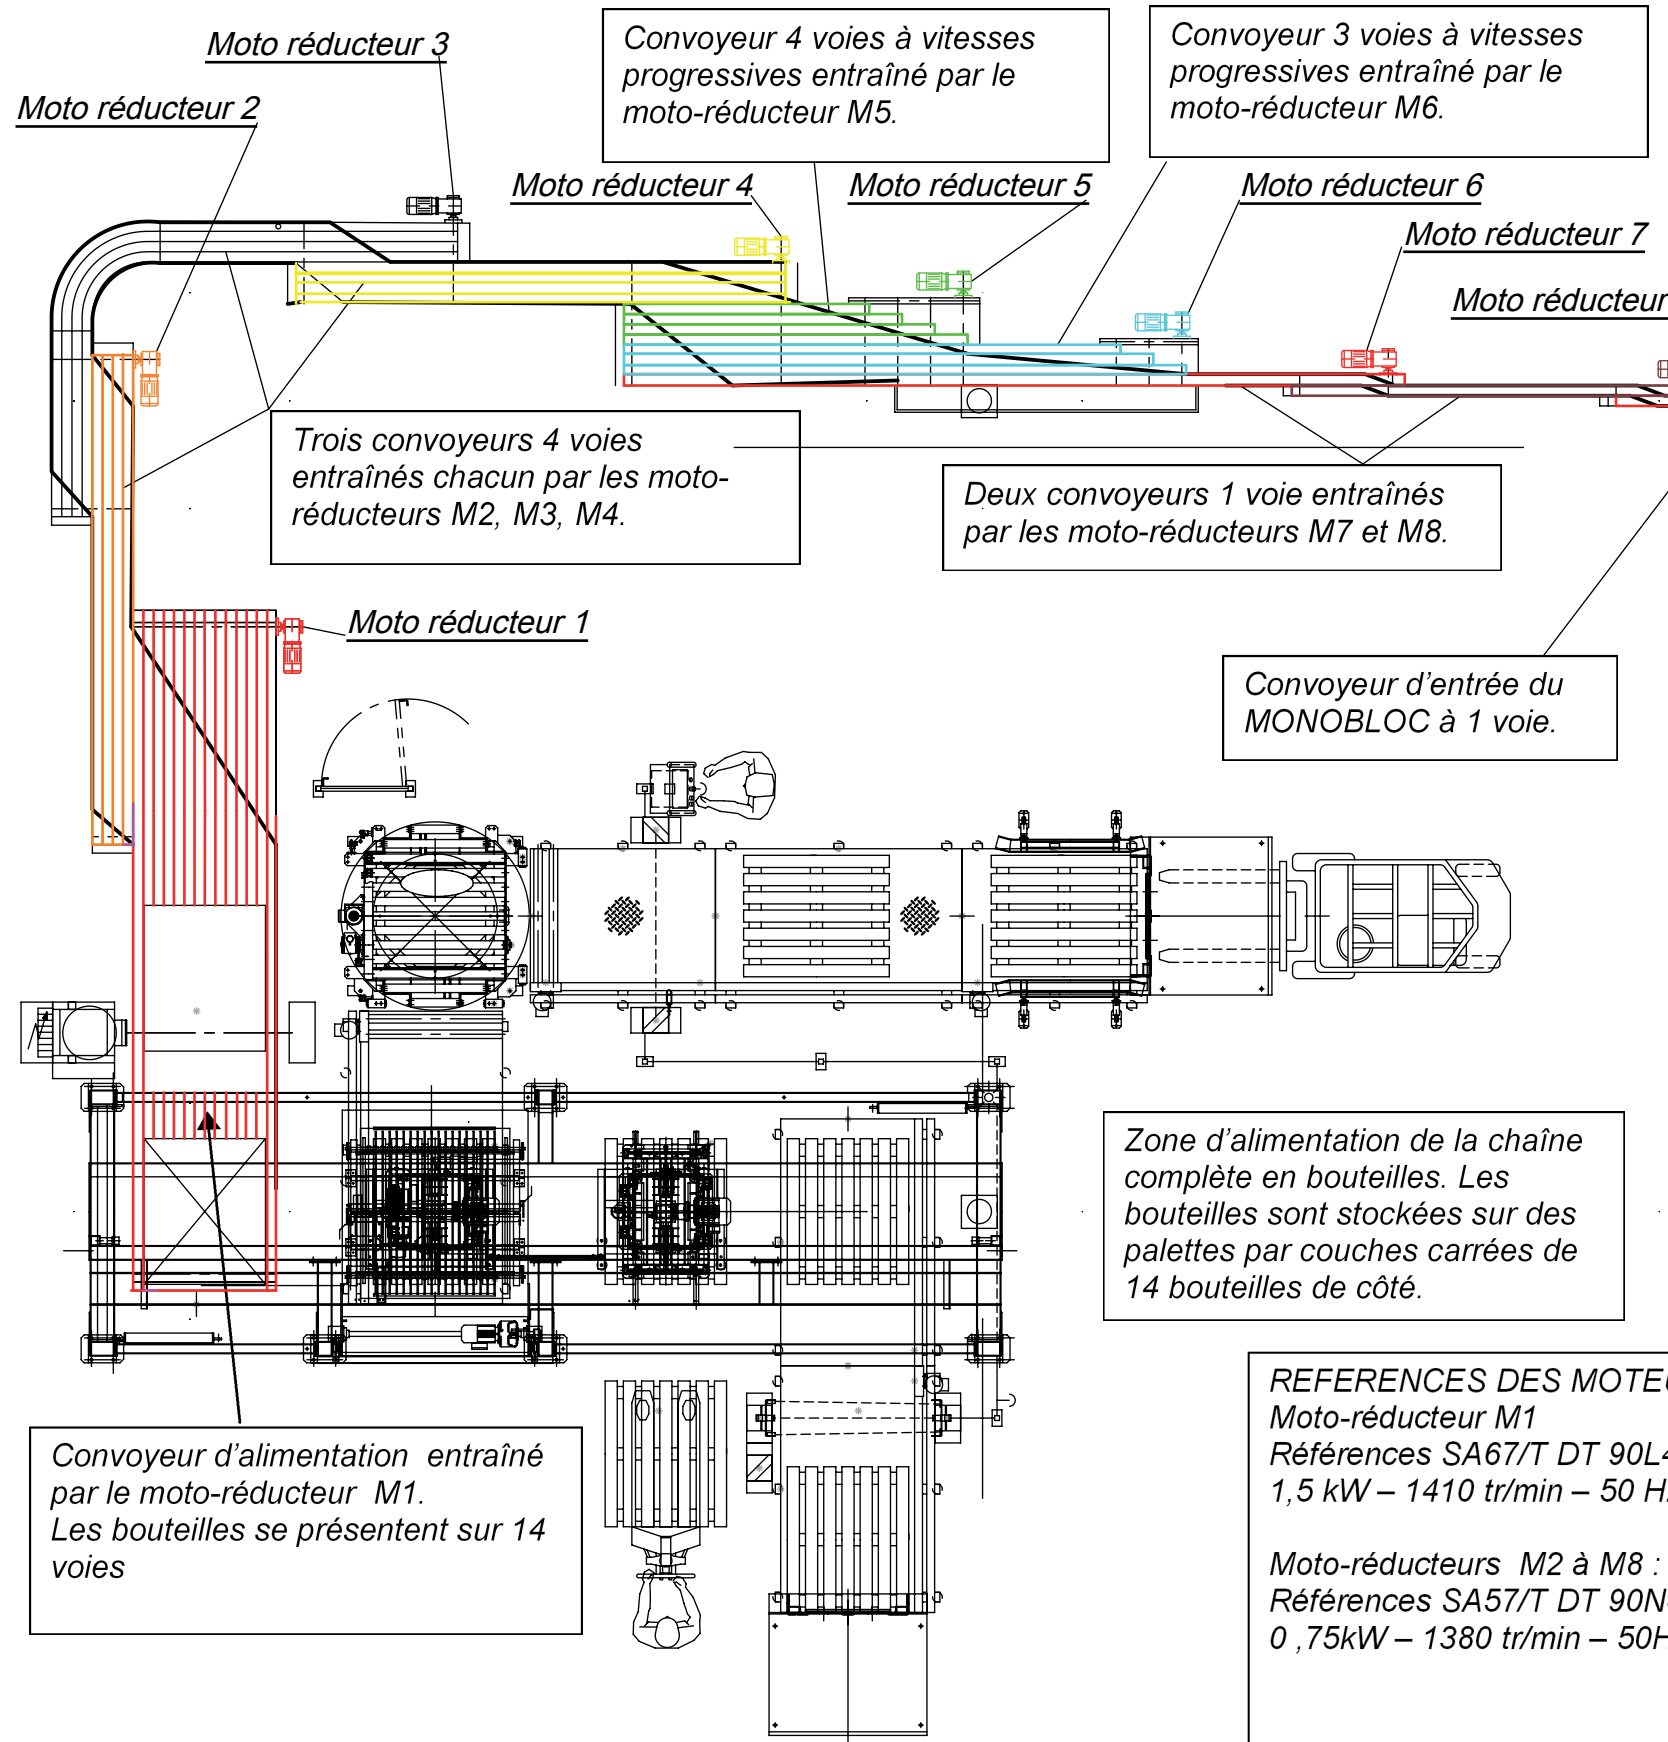 Moto réducteur 3
Moto réducteur 2
Convoyeur 4 voies à vitesses
progressives entraîné par le
moto-réducteur M5.
Convoyeur 3 voies à vitesses
progressives entraîné par le
moto-réducteur M6.
Moto réducteur 4
Moto réducteur 5
Moto réducteur 6
Moto réducteur 7
Moto réducteur
Trois convoyeurs 4 voies
entraînés chacun par les moto-
réducteurs M2, M3, M4.
Deux convoyeurs 1 voie entraînés
par les moto-réducteurs M7 et M8.
Moto réducteur 1
Convoyeur d'entrée du
MONOBLOC à 1 voie.
Zone d'alimentation de la chaîne
complète en bouteilles. Les
bouteilles sont stockées sur des
palettes par couches carrées de
14 bouteilles de côté.
Convoyeur d'alimentation entraîné
par le moto-réducteur M1.
Les bouteilles se présentent sur 14
voies
REFERENCES DES
Moto-réducteur M1
Références SA67/T DT
1,5 kW – 1410 tr/min – 50
Moto-réducteurs M2 à M8 :
Références SA57/T DT
0 ,75kW – 1380 tr/min –